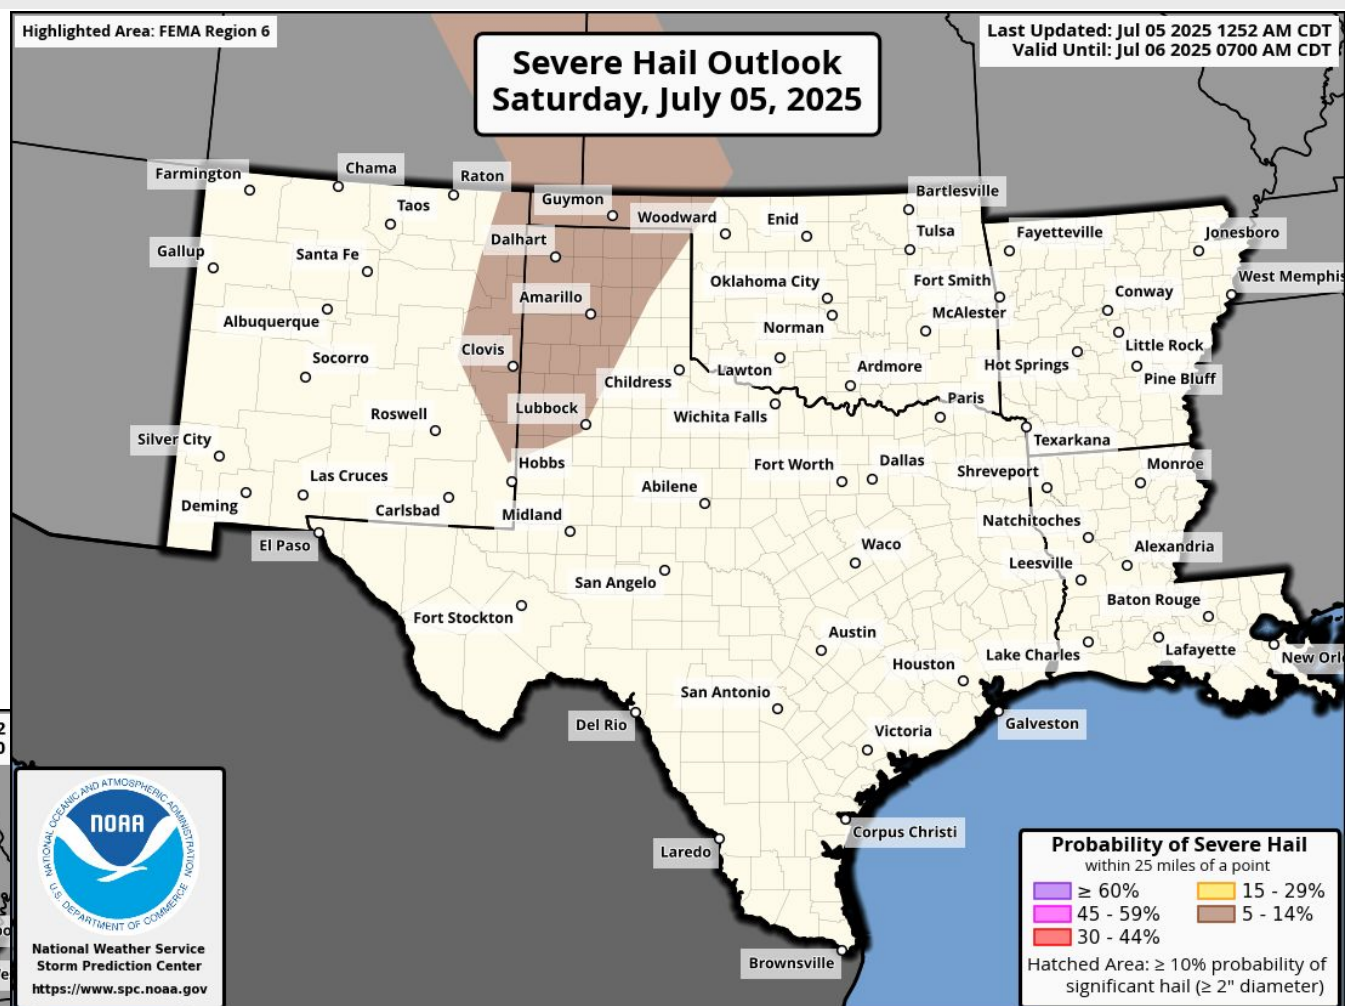 Highlighted Area: FEMA Region 6
Severe Hail Outlook
Saturday, July 05, 2025
Last Updated: Jul 05 2025 1252 AM CDT
Valid Until: Jul 06 2025 0700 AM CDT
Farmington
Chama
Raton
Taos
Guymon
Woodward
Enid
Bartlesville
Tulsa
Fayetteville
Jonesboro
Gallup
Santa Fe
Dalhart
Oklahoma City
Fort Smith
West Memphis
Albuquerque
Amarillo
Norman
McAlester
Conway
Socorro
Clovis
Childress
Lawton
Ardmore
Hot Springs
Little Rock
Pine Bluff
Roswell
Lubbock
Wichita Falls
Paris
Texarkana
Silver City
Las Cruces
Hobbs
Abilene
Fort Worth
Dallas
Shreveport
Monroe
Deming
Carlsbad
Midland
Natchitoches
El Paso
San Angelo
Waco
Leesville
Alexandria
Fort Stockton
Austin
Baton Rouge
Houston
Lake Charles
Lafayette
New Orl
San Antonio
Del Rio
Victoria
Galveston
Laredo
Corpus Christi
Brownsville
2
0
NATIONAL OCEANIC AND ATMOSPHERIC ADMINISTRATION
NOAA
U.S. DEPARTMENT OF COMMERCE
National Weather Service
Storm Prediction Center
https://www.spc.noaa.gov
Probability of Severe Hail
within 25 miles of a point
≥ 60%
45 - 59%
30 - 44%
15 - 29%
5 - 14%
Hatched Area: ≥ 10% probability of
significant hail (≥ 2" diameter)